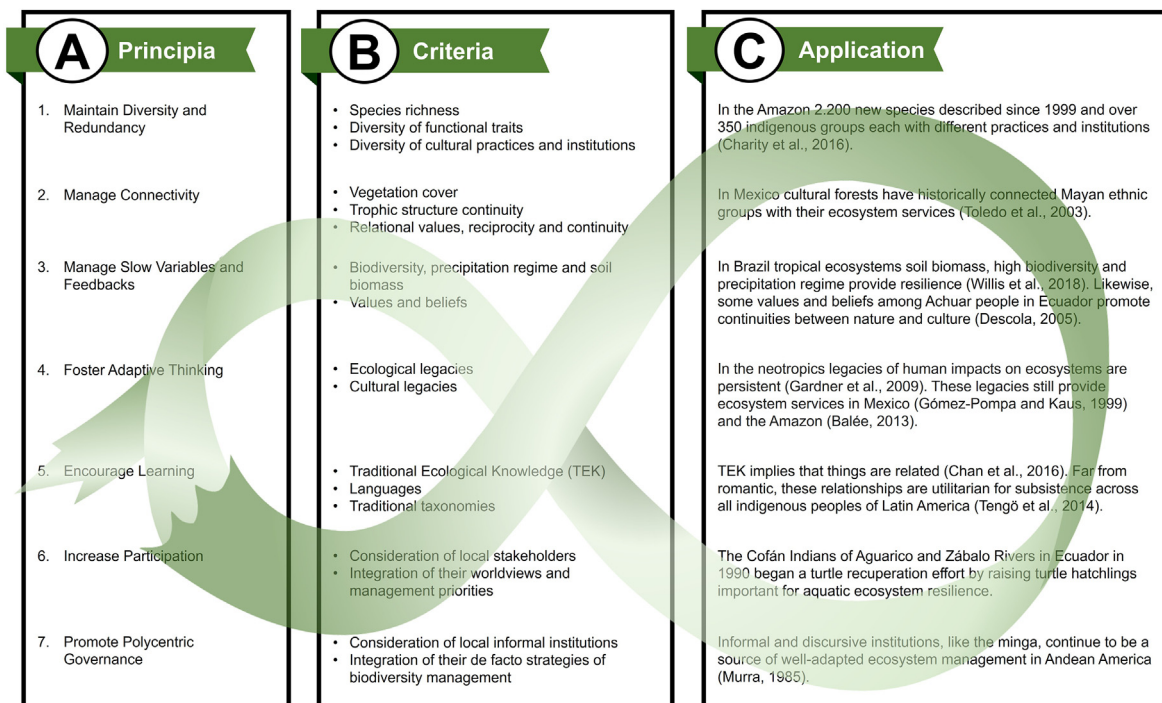 A Principia
1. Maintain Diversity and
Redundancy
2. Manage Connectivity
3. Manage Slow Variables and
Feedbacks
4. Foster Adaptive Thinking
5. Encourage Learning
6. Increase Participation
7. Promote Polycentric
Governance
B Criteria
• Species richness
• Diversity of functional traits
• Diversity of cultural practices and institutions
• Vegetation cover
• Trophic structure continuity
• Relational values, reciprocity and continuity
• Biodiversity, precipitation regime and soil
biomass
• Values and beliefs
• Ecological legacies
• Cultural legacies
• Traditional Ecological Knowledge (TEK)
• Languages
• Traditional taxonomies
• Consideration of local stakeholders
• Integration of their worldviews and
management priorities
• Consideration of local informal institutions
• Integration of their de facto strategies of
biodiversity management
C Application
In the Amazon 2.200 new species described since 1999 and over
350 indigenous groups each with different practices and institutions
(Charity et al., 2016).
In Mexico cultural forests have historically connected Mayan ethnic
groups with their ecosystem services (Toledo et al., 2003).
In Brazil tropical ecosystems soil biomass, high biodiversity and
precipitation regime provide resilience (Willis et al., 2018). Likewise,
some values and beliefs among Achuar people in Ecuador promote
continuities between nature and culture (Descola, 2005).
In the neotropics legacies of human impacts on ecosystems are
persistent (Gardner et al., 2009). These legacies still provide
ecosystem services in Mexico (Gómez-Pompa and Kaus, 1999)
and the Amazon (Balée, 2013).
TEK implies that things are related (Chan et al., 2016). Far from
romantic, these relationships are utilitarian for subsistence across
all indigenous peoples of Latin America (Tengö et al., 2014).
The Cofán Indians of Aguarico and Zábalo Rivers in Ecuador in
1990 began a turtle recuperation effort by raising turtle hatchlings
important for aquatic ecosystem resilience.
Informal and discursive institutions, like the minga, continue to be a
source of well-adapted ecosystem management in Andean America
(Murra, 1985).